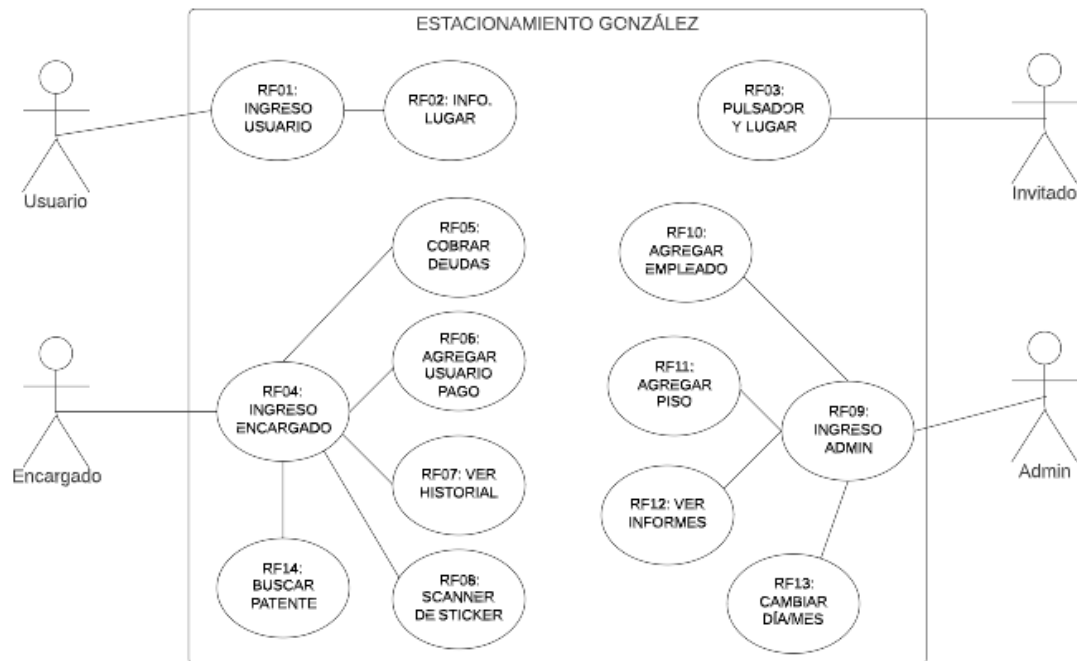 ESTACIONAMIENTO GONZÁLEZ
RF01:
INGRESO
USUARIO
RF02: INFO.
LUGAR
RF03:
PULSADOR
Y LUGAR
Usuario
Invitado
RF05:
COBRAR
DEUDAS
RF10:
AGREGAR
EMPLEADO
RF06:
AGREGAR
USUARIO
PAGO
RF11:
AGREGAR
PISO
RF04:
INGRESO
ENCARGADO
RF09:
INGRESO
ADMIN
Encargado
Admin
RF07: VER
HISTORIAL
RF12: VER
INFORMES
RF14:
BUSCAR
PATENTE
RF08:
SCANNER
DE STICKER
RF13:
CAMBIAR
DÍA/MES